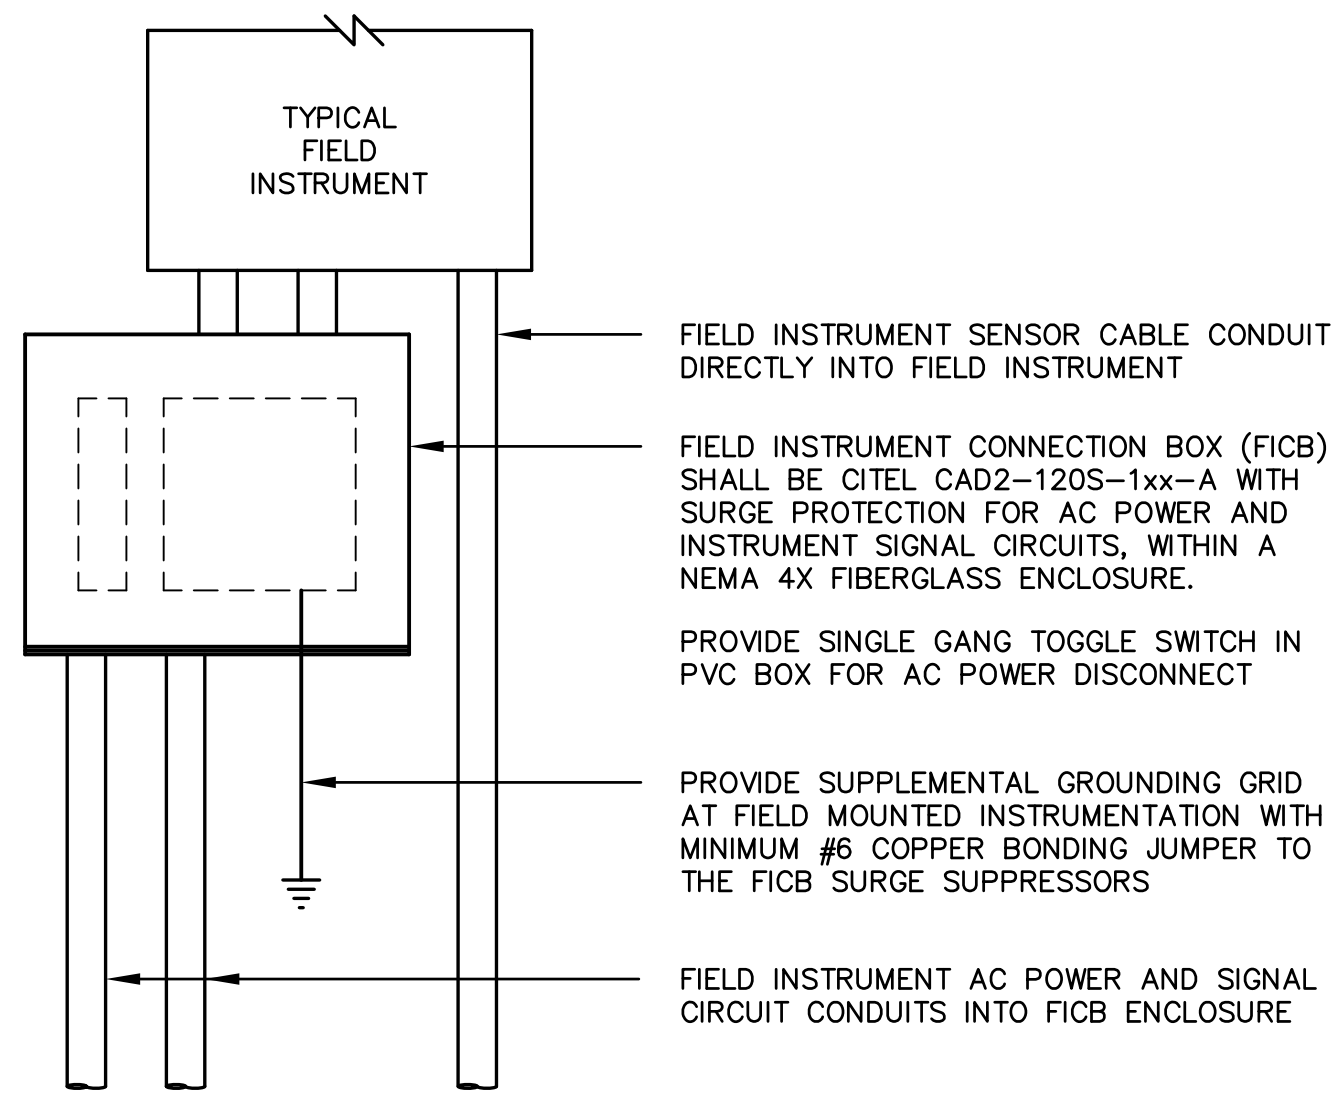 TYPICAL
FIELD
INSTRUMENT
FIELD INSTRUMENT SENSOR CABLE CONDUIT
DIRECTLY INTO FIELD INSTRUMENT
FIELD INSTRUMENT CONNECTION BOX (FICB)
SHALL BE CITEL CAD2-120S-1xx-A WITH
SURGE PROTECTION FOR AC POWER AND
INSTRUMENT SIGNAL CIRCUITS, WITHIN A
NEMA 4X FIBERGLASS ENCLOSURE.
PROVIDE SINGLE GANG TOGGLE SWITCH IN
PVC BOX FOR AC POWER DISCONNECT
PROVIDE SUPPLEMENTAL GROUNDING GRID
AT FIELD MOUNTED INSTRUMENTATION WITH
MINIMUM #6 COPPER BONDING JUMPER TO
THE FICB SURGE SUPPRESSORS
FIELD INSTRUMENT AC POWER AND SIGNAL
CIRCUIT CONDUITS INTO FICB ENCLOSURE